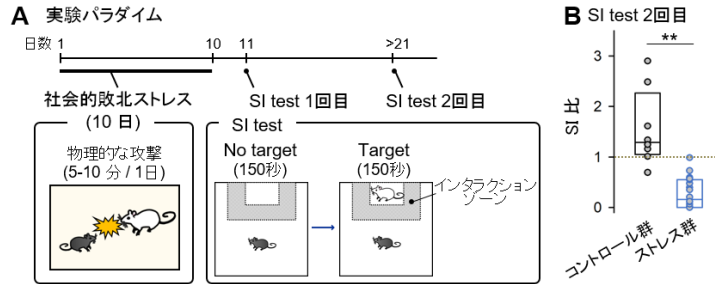 A 実験パラダイム
日数 1 10 11 >21
社会的敗北ストレス
(10 日)
SI test 1回目
SI test 2回目
物理的な攻撃
(5-10 分 / 1日)
SI test
No target
(150秒)
Target
(150秒)
インタラクション
ゾーン
B SI test 2回目
**
3
2
1
0
SI 比
コントロール群
ストレス群